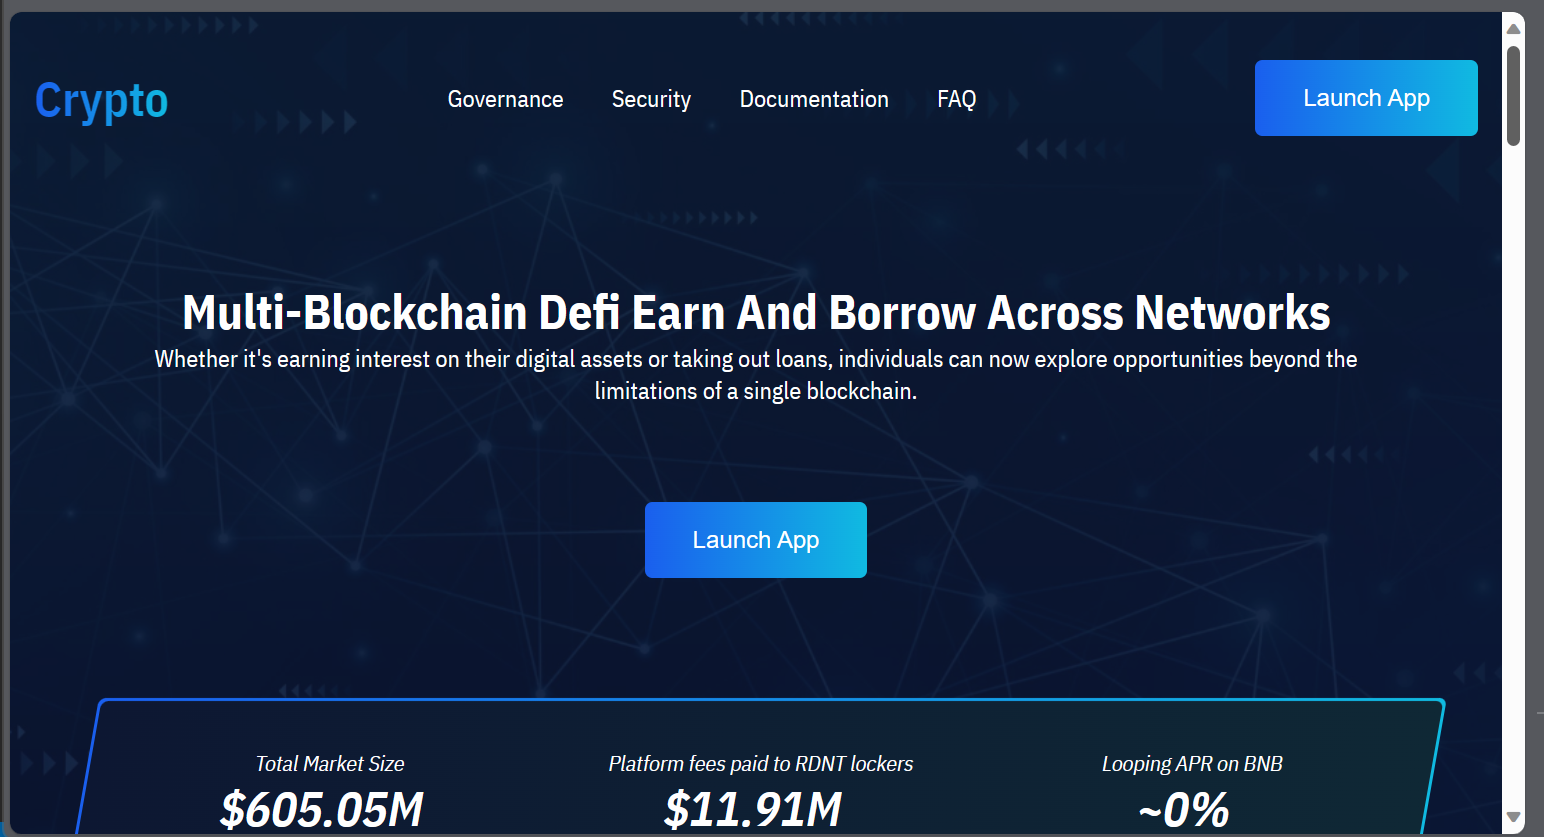 Crypto
Governance
Security
Documentation
FAQ
Launch App
Multi-Blockchain Defi Earn And Borrow Across Networks
Whether it's earning interest on their digital assets or taking out loans, individuals can now explore opportunities beyond the
limitations of a single blockchain.
Launch App
Total Market Size
$605.05M
Platform fees paid to RDNT lockers
$11.91M
Looping APR on BNB
~0%